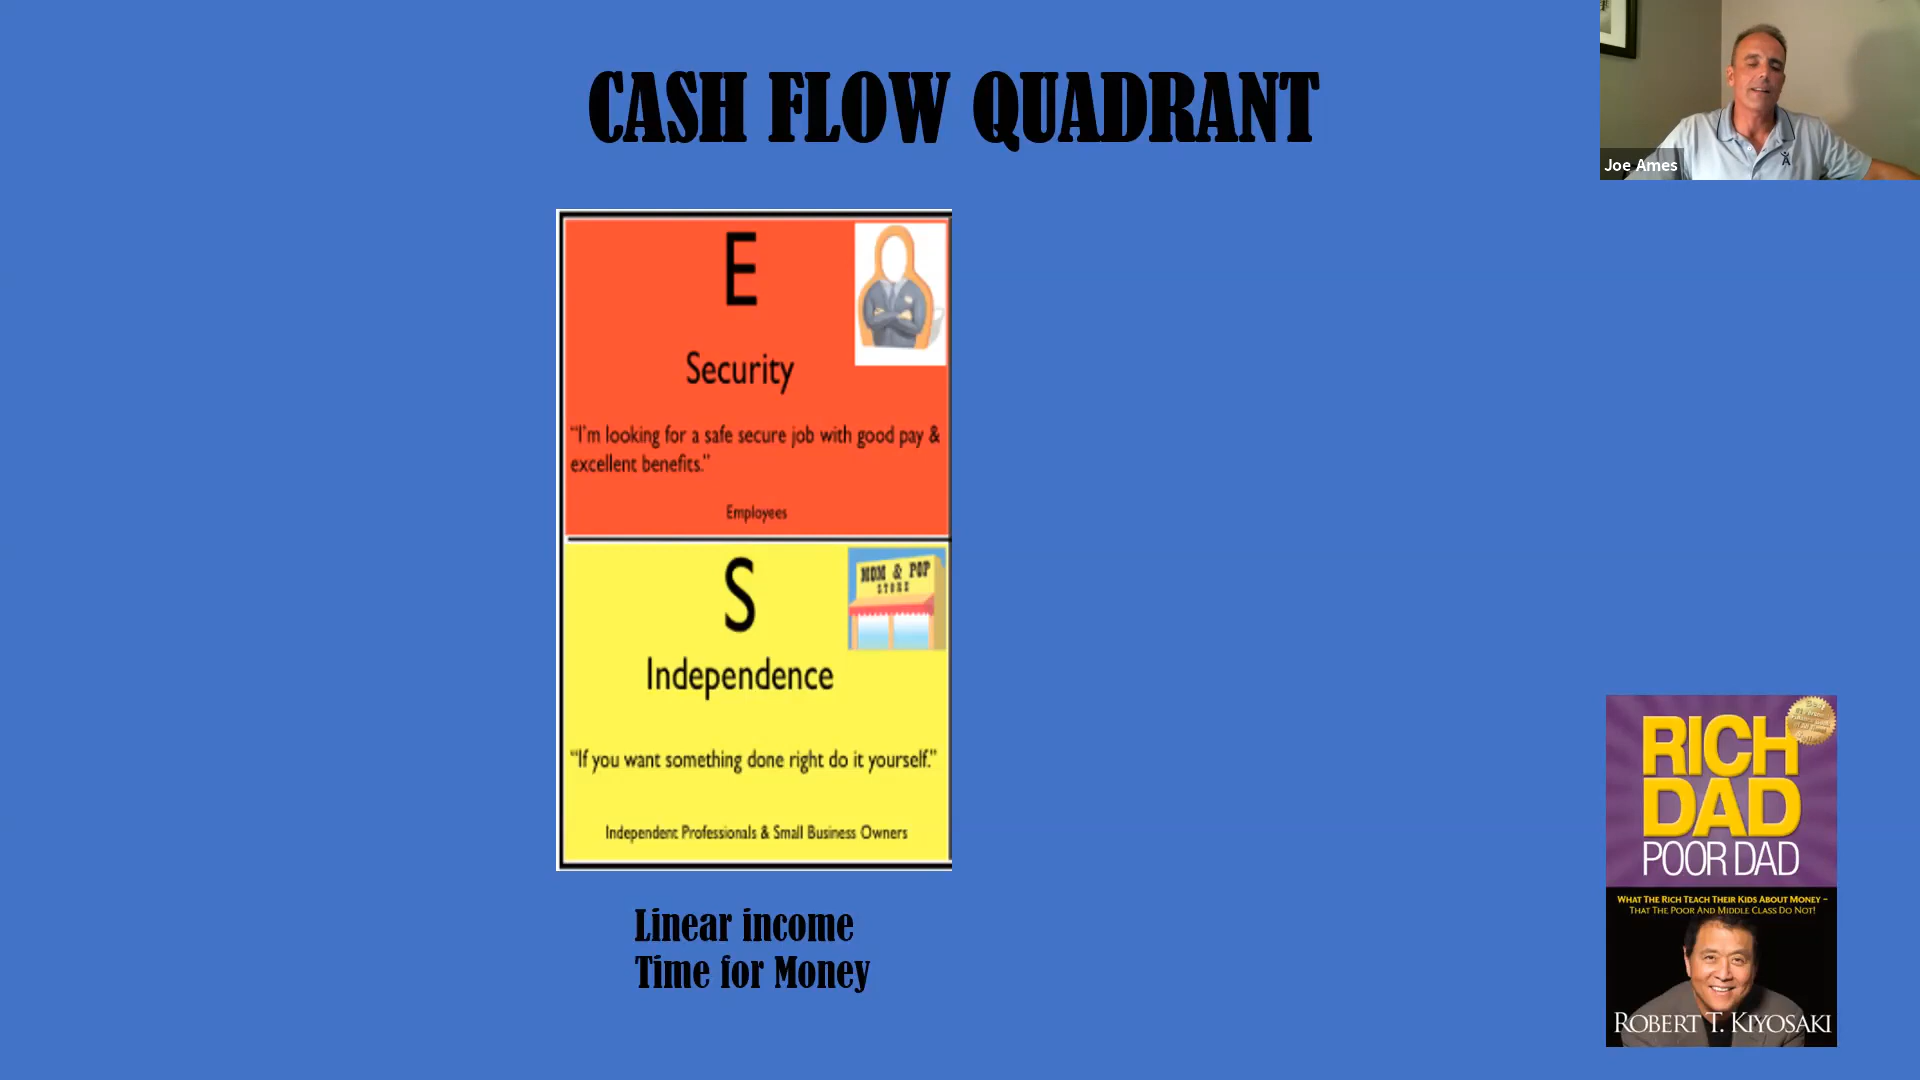 CASH FLOW QUADRANT
Joe Ames
E
Security
“I'm looking for a safe secure job with good pay &
excellent benefits.”
Employees
S
MOM & POP
STORE
Independence
“If you want something done right do it yourself.”
Independent Professionals & Small Business Owners
Linear income
Time for Money
RICH
DAD
POOR DAD
WHAT THE RICH TEACH THEIR KIDS ABOUT MONEY –
THAT THE POOR AND MIDDLE CLASS DO NOT!
ROBERT T. KIYOSAKI